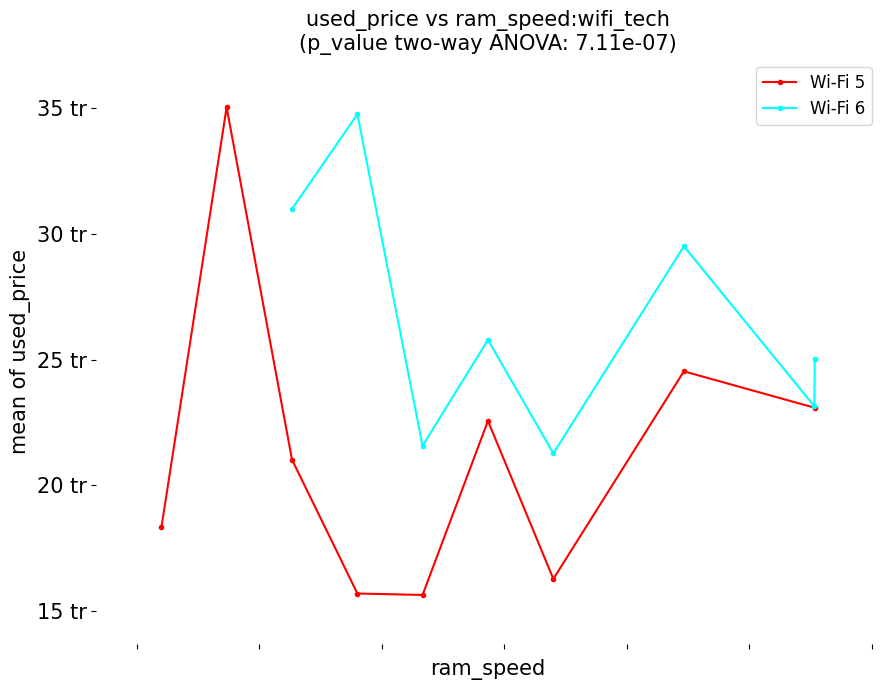 used_price vs ram_speed:wifi_tech
(p_value two-way ANOVA: 7.11e-07)
Wi-Fi 5
Wi-Fi 6
35 tr
30 tr
25 tr
20 tr
15 tr
mean of used_price
ram_speed